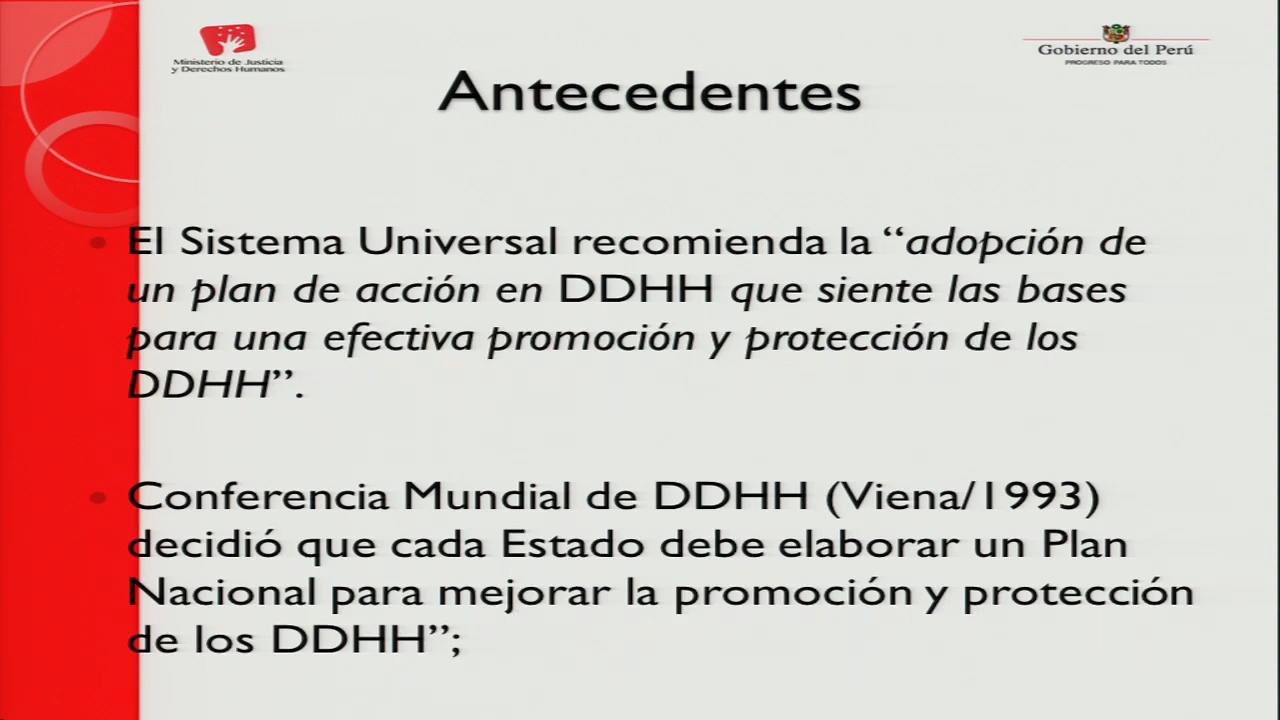 Ministerio de Justicia
y Derechos Humanos
Gobierno del Perú
PROGRESO PARA TODOS
Antecedentes
• El Sistema Universal recomienda la “adopción de
un plan de acción en DDHH que siente las bases
para una efectiva promoción y protección de los
DDHH”.
• Conferencia Mundial de DDHH (Viena/1993)
decidió que cada Estado debe elaborar un Plan
Nacional para mejorar la promoción y protección
de los DDHH”;